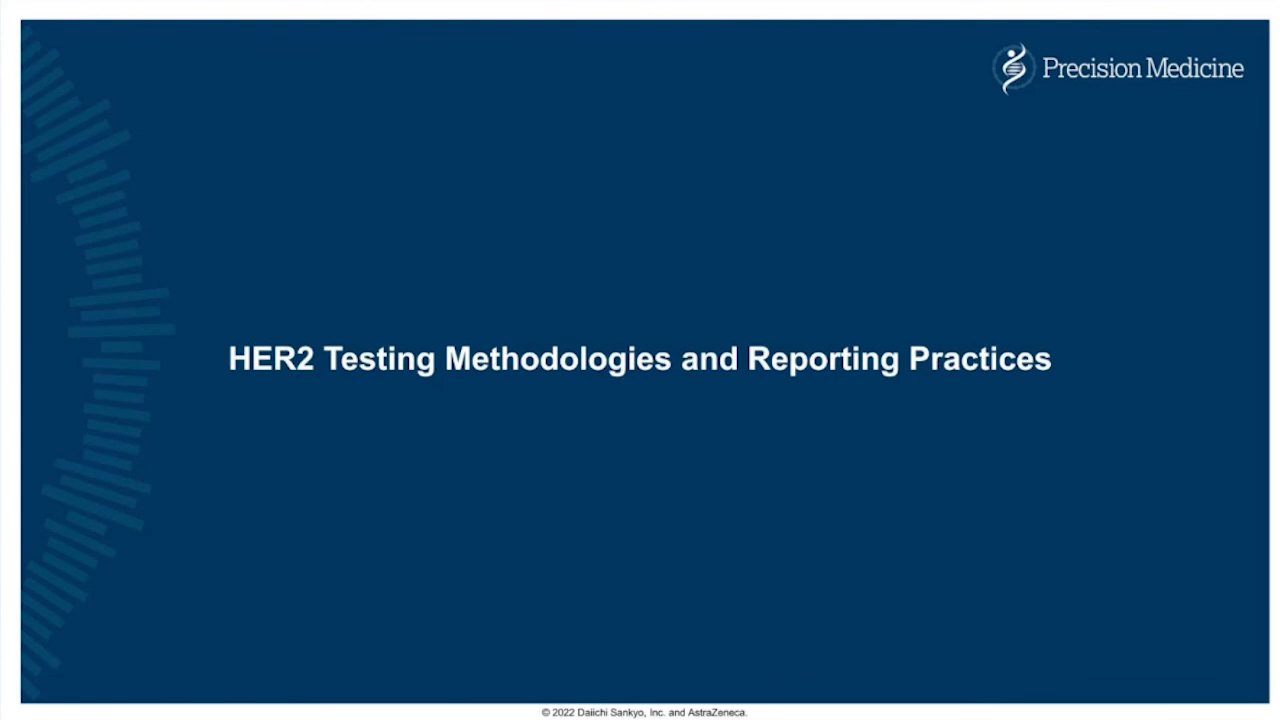 Precision Medicine
HER2 Testing Methodologies and Reporting Practices
© 2022 Daiichi Sankyo, Inc. and AstraZeneca.